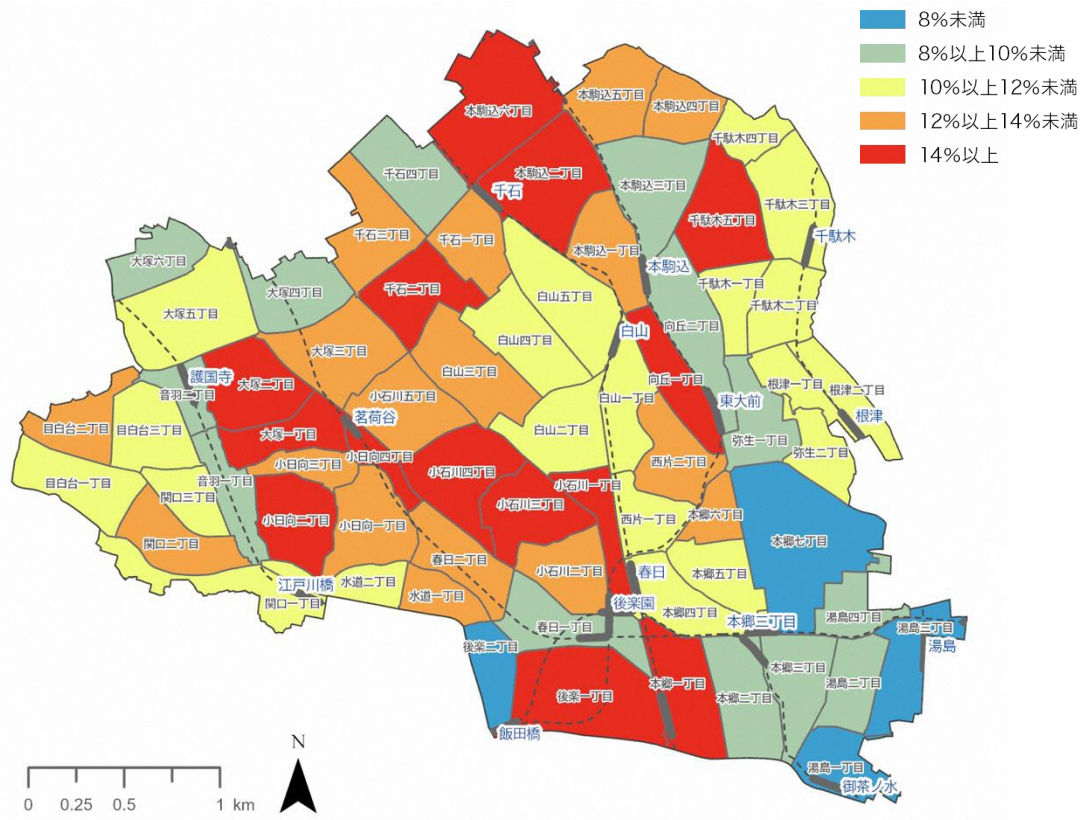 8%未満
8%以上10%未満
10%以上12%未満
12%以上14%未満
14%以上
本駒込六丁目
本駒込五丁目
本駒込四丁目
千駄木四丁目
千石四丁目
本駒込二丁目
本駒込三丁目
千石
千駄木五丁目
千駄木三丁目
千石三丁目
千石一丁目
本駒込一丁目
千駄木
大塚六丁目
本駒込
大塚四丁目
千石二丁目
白山五丁目
千駄木一丁目
千駄木二丁目
大塚五丁目
白山四丁目
白山
向丘二丁目
大塚三丁目
白山三丁目
向丘一丁目
根津一丁目
根津二丁目
護国寺
大塚二丁目
音羽二丁目
小石川五丁目
白山一丁目
東大前
根津
茗荷谷
目白台二丁目
目白台三丁目
大塚一丁目
白山二丁目
弥生一丁目
弥生二丁目
小日向三丁目
小日向四丁目
小石川四丁目
西片二丁目
目白台一丁目
音羽一丁目
小石川一丁目
関口三丁目
小石川三丁目
小日向二丁目
小日向一丁目
西片一丁目
本郷六丁目
関口二丁目
本郷七丁目
春日二丁目
小石川二丁目
春日
本郷五丁目
江戸川橋
水道二丁目
水道一丁目
関口一丁目
後楽園
本郷四丁目
本郷三丁目
湯島四丁目
春日一丁目
湯島三丁目
後楽二丁目
湯島
本郷三丁目
本郷一丁目
湯島二丁目
後楽一丁目
本郷二丁目
飯田橋
湯島一丁目
御茶ノ水
N
0 0.25 0.5 1 km